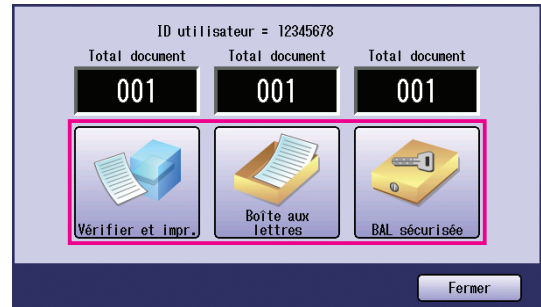 ID utilisateur = 12345678
Total document Total document Total document
001 001 001
Vérifier et impr. Boîte aux lettres BAL sécurisée
Fermer